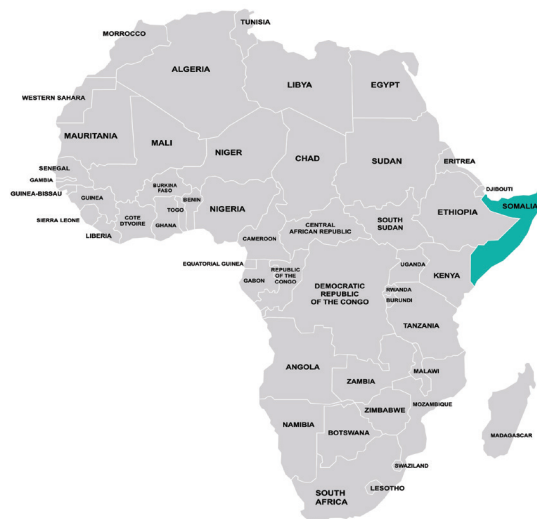 TUNISIA
MORROCCO
ALGERIA
LIBYA
EGYPT
WESTERN SAHARA
MAURITANIA
MALI
NIGER
CHAD
SUDAN
ERITREA
SENEGAL
GAMBIA
GUINEA-BISSAU
GUINEA
BURKINA
FASO
BENIN
TOGO
NIGERIA
DJIBOUTI
SOMALIA
ETHIOPIA
SIERRA LEONE
COTE
D'IVOIRE
GHANA
LIBERIA
CENTRAL
AFRICAN REPUBLIC
SOUTH
SUDAN
CAMEROON
EQUATORIAL GUINEA
GABON
REPUBLIC
OF THE
CONGO
DEMOCRATIC
REPUBLIC
OF THE CONGO
UGANDA
KENYA
RWANDA
BURUNDI
TANZANIA
ANGOLA
ZAMBIA
MALAWI
MOZAMBIQUE
ZIMBABWE
NAMIBIA
BOTSWANA
MADAGASCAR
SWAZILAND
LESOTHO
SOUTH
AFRICA